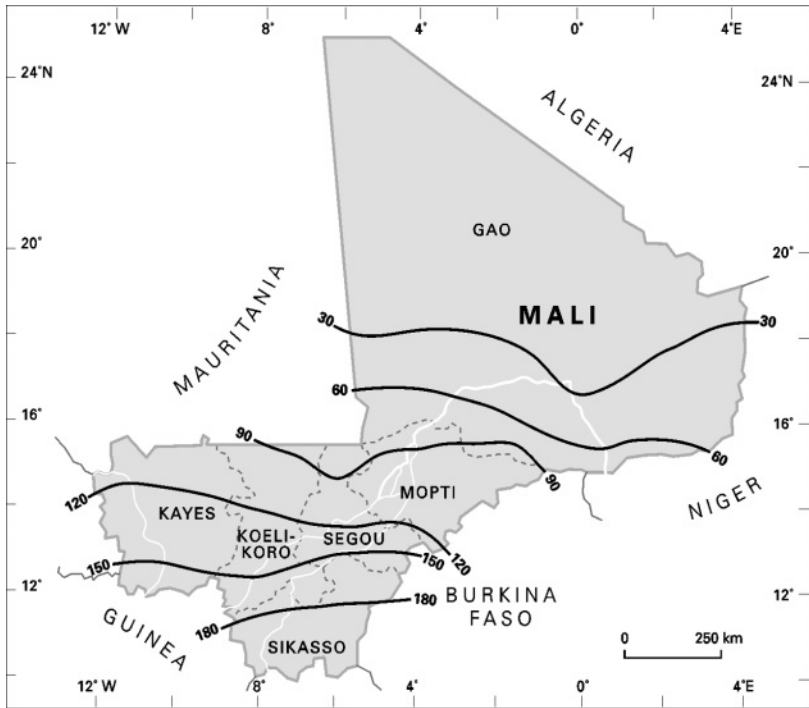 12°W
8°
4°
0°
4°E
24°N
24°N
ALGERIA
GAO
20°
20°
MALI
MAURITANIA
30
30
60
16°
16°
90
60
90
120
MOPTI
NIGER
KAYES
KOELI-
KORO
SEGOU
120
150
150
12°
12°
BURKINA
FASO
180
GUINEA
180
0
250 km
SIKASSO
12°W
8°
4°
0°
4°E